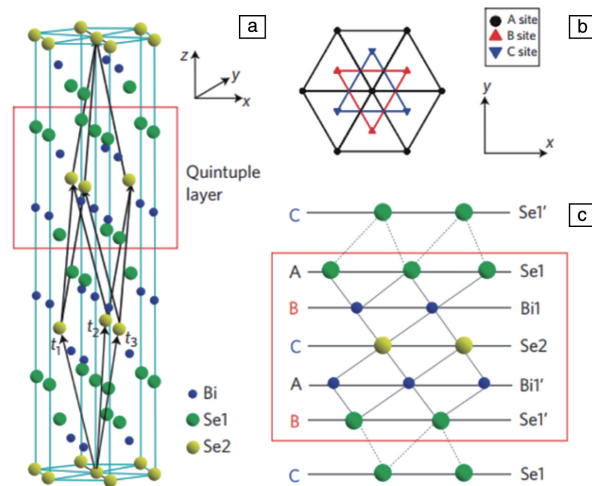 a
z
y
x
Quintuple
layer
t1
t2
t3
Bi
Se1
Se2
b
A site
B site
C site
y
x
c
C Se1′
A Se1
B Bi1
C Se2
A Bi1′
B Se1′
C Se1